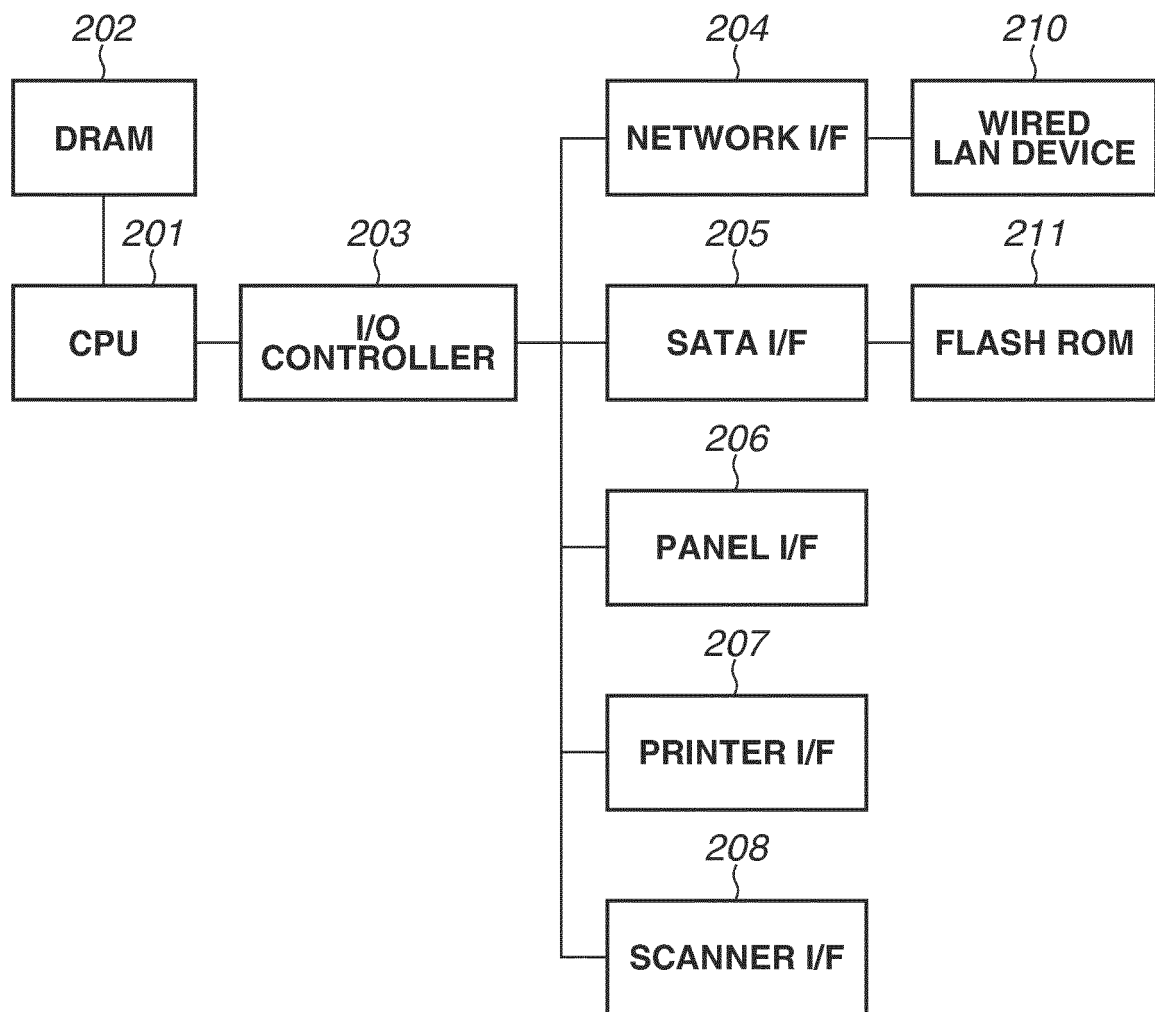 202
204
210
DRAM
NETWORK I/F
WIRED
LAN DEVICE
201
203
205
211
CPU
I/O
CONTROLLER
SATA I/F
FLASH ROM
206
PANEL I/F
207
PRINTER I/F
208
SCANNER I/F